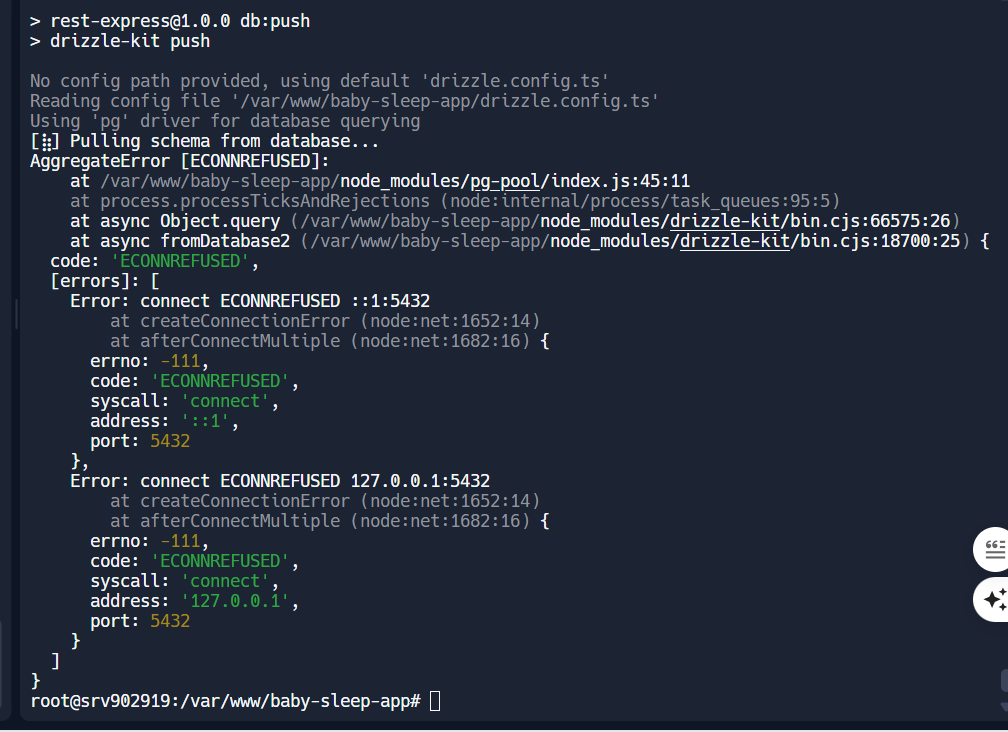 > rest-express@1.0.0 db:push
> drizzle-kit push
No config path provided, using default 'drizzle.config.ts'
Reading config file '/var/www/baby-sleep-app/drizzle.config.ts'
Using 'pg' driver for database querying
[⣷] Pulling schema from database...
AggregateError [ECONNREFUSED]:
    at /var/www/baby-sleep-app/node_modules/pg-pool/index.js:45:11
    at process.processTicksAndRejections (node:internal/process/task_queues:95:5)
    at async Object.query (/var/www/baby-sleep-app/node_modules/drizzle-kit/bin.cjs:66575:26)
    at async fromDatabase2 (/var/www/baby-sleep-app/node_modules/drizzle-kit/bin.cjs:18700:25) {
  code: 'ECONNREFUSED',
  [errors]: [
    Error: connect ECONNREFUSED ::1:5432
        at createConnectionError (node:net:1652:14)
        at afterConnectMultiple (node:net:1682:16) {
      errno: -111,
      code: 'ECONNREFUSED',
      syscall: 'connect',
      address: '::1',
      port: 5432
    },
    Error: connect ECONNREFUSED 127.0.0.1:5432
        at createConnectionError (node:net:1652:14)
        at afterConnectMultiple (node:net:1682:16) {
      errno: -111,
      code: 'ECONNREFUSED',
      syscall: 'connect',
      address: '127.0.0.1',
      port: 5432
    }
  ]
}
root@srv902919:/var/www/baby-sleep-app#